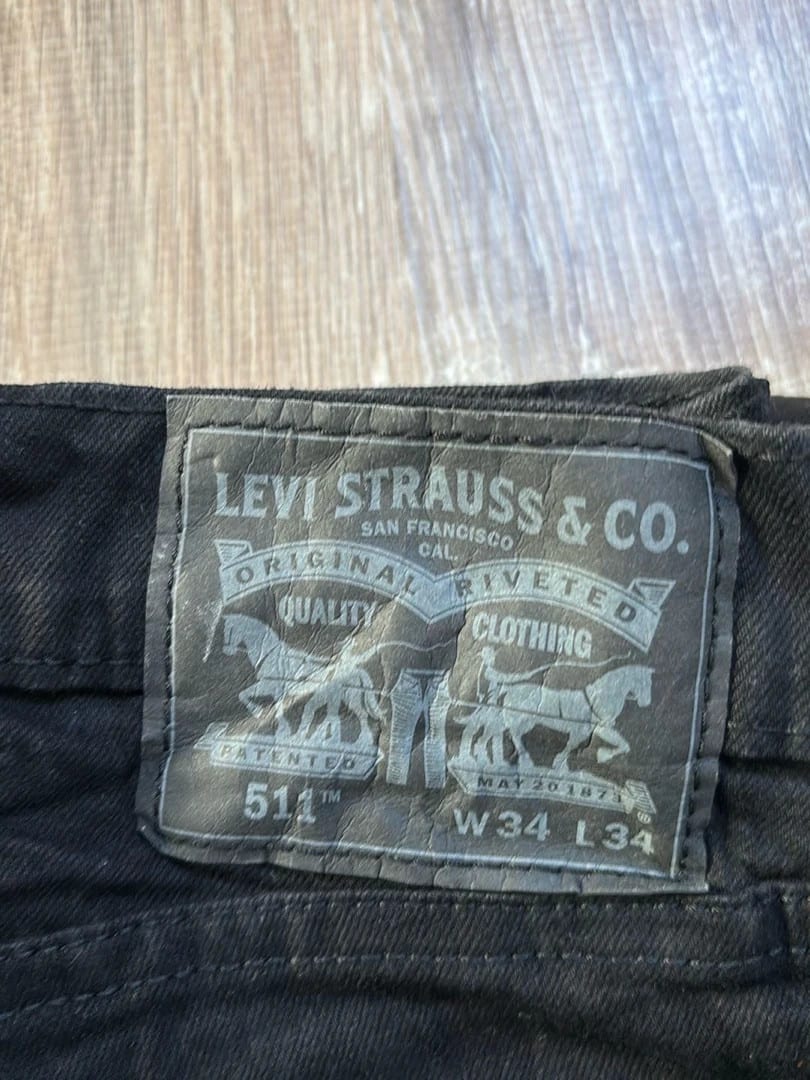 LEVI STRAUSS & CO.
SAN FRANCISCO
CAL.
ORIGINAL RIVETED
QUALITY CLOTHING
PATENTED MAY 20 1873
511™ W34 L34
®